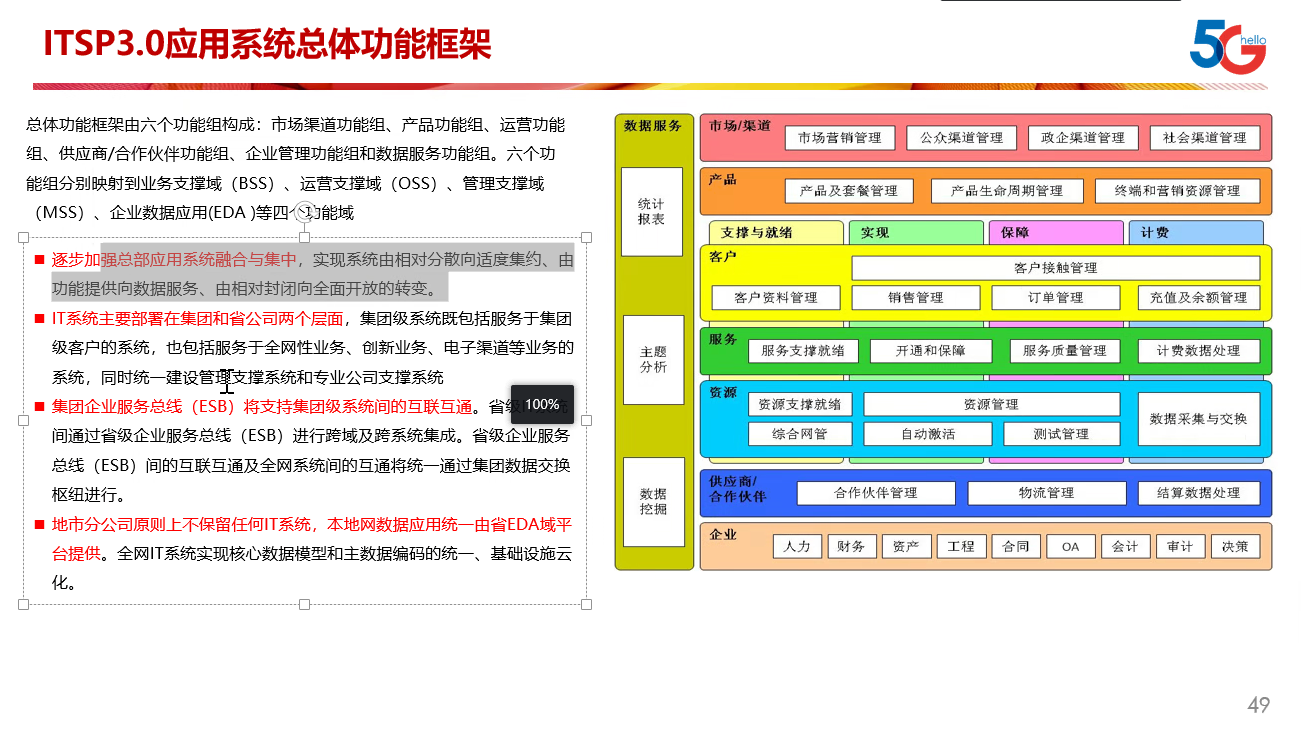 ITSP3.0应用系统总体功能框架
5G
hello
总体功能框架由六个功能组构成：市场渠道功能组、产品功能组、运营功能
组、供应商/合作伙伴功能组、企业管理功能组和数据服务功能组。六个功
能组分别映射到业务支撑域（BSS）、运营支撑域（OSS）、管理支撑域
（MSS）、企业数据应用(EDA )等四个功能域
■ 逐步加强总部应用系统融合与集中，实现系统由相对分散向适度集约、由
功能提供向数据服务、由相对封闭向全面开放的转变。
■ IT系统主要部署在集团和省公司两个层面，集团级系统既包括服务于集团
级客户的系统，也包括服务于全网性业务、创新业务、电子渠道等业务的
系统，同时统一建设管理支撑系统和专业公司支撑系统
■ 集团企业服务总线（ESB）将支持集团级系统间的互联互通。省级
100%
间通过省级企业服务总线（ESB）进行跨域及跨系统集成。省级企业服务
总线（ESB）间的互联互通及全网系统间的互通将统一通过集团数据交换
枢纽进行。
■ 地市分公司原则上不保留任何IT系统，本地网数据应用统一由省EDA域平
台提供。全网IT系统实现核心数据模型和主数据编码的统一、基础设施云
化。
数据服务
统计
报表
主题
分析
数据
挖掘
市场/渠道
市场营销管理 公众渠道管理 政企渠道管理 社会渠道管理
产品
产品及套餐管理 产品生命周期管理 终端和营销资源管理
支撑与就绪 实现 保障 计费
客户
客户接触管理
客户资料管理 销售管理 订单管理 充值及余额管理
服务
服务支撑就绪 开通和保障 服务质量管理 计费数据处理
资源
资源支撑就绪 资源管理 数据采集与交换
综合网管 自动激活 测试管理
供应商/
合作伙伴
合作伙伴管理 物流管理 结算数据处理
企业
人力 财务 资产 工程 合同 OA 会计 审计 决策
49